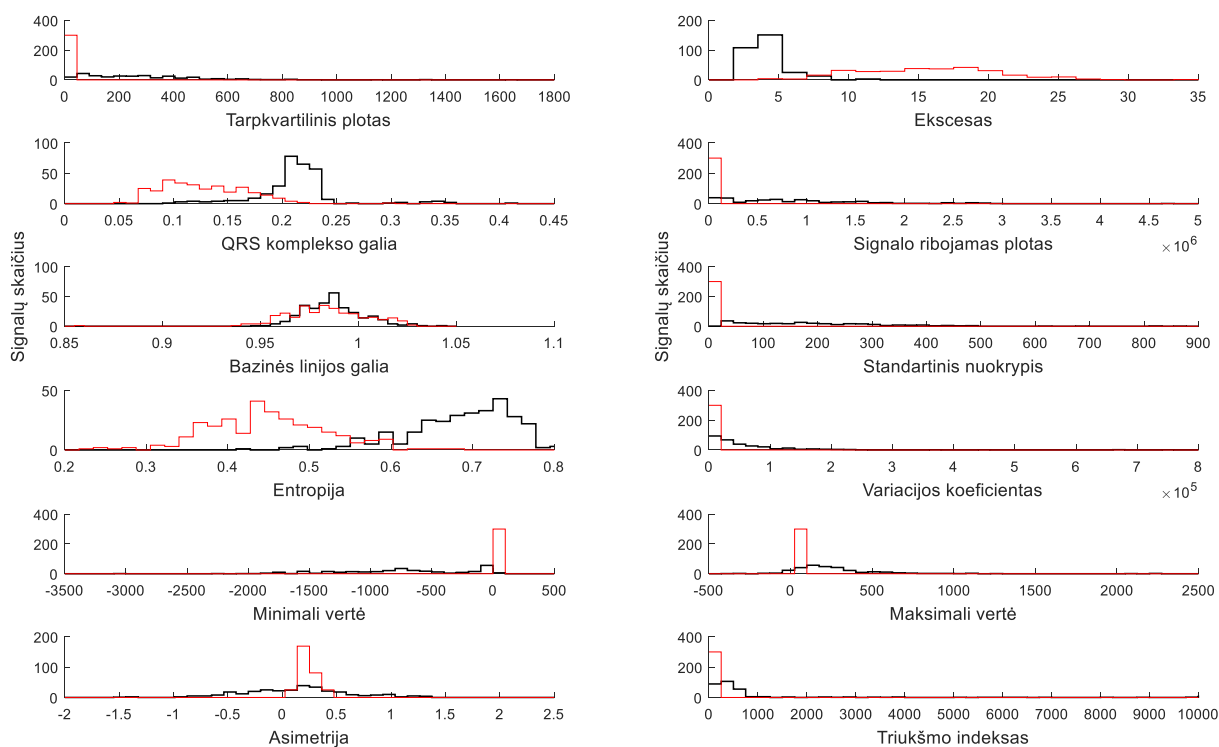 400
200
0
0 200 400 600 800 1000 1200 1400 1600 1800
Tarpkvartilinis plotas
200
100
0
0 5 10 15 20 25 30 35
Ekscesas
100
50
0
0 0.05 0.1 0.15 0.2 0.25 0.3 0.35 0.4 0.45
QRS komplekso galia
400
200
0
0 0.5 1 1.5 2 2.5 3 3.5 4 4.5 5
Signalo ribojamas plotas
×10^6
Signalų skaičius
100
50
0
0.85 0.9 0.95 1 1.05 1.1
Bazinės linijos galia
Signalų skaičius
400
200
0
0 100 200 300 400 500 600 700 800 900
Standartinis nuokrypis
50
0
0.2 0.3 0.4 0.5 0.6 0.7 0.8
Entropija
400
200
0
0 1 2 3 4 5 6 7 8
Variacijos koeficientas
×10^5
400
200
0
-3500 -3000 -2500 -2000 -1500 -1000 -500 0 500
Minimali vertė
400
200
0
-500 0 500 1000 1500 2000 2500
Maksimali vertė
200
100
0
-2 -1.5 -1 -0.5 0 0.5 1 1.5 2 2.5
Asimetrija
400
200
0
0 1000 2000 3000 4000 5000 6000 7000 8000 9000 10000
Triukšmo indeksas